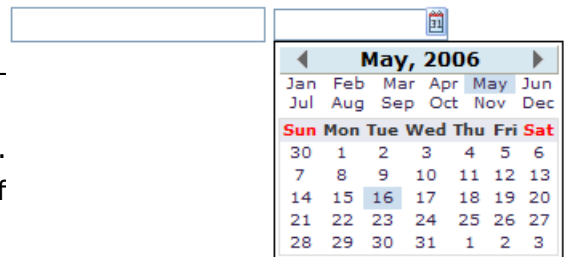 31
May, 2006
Jan Feb Mar Apr May Jun
Jul Aug Sep Oct Nov Dec
Sun Mon Tue Wed Thu Fri Sat
30 1 2 3 4 5 6
.
7 8 9 10 11 12 13
f
14 15 16 17 18 19 20
21 22 23 24 25 26 27
28 29 30 31 1 2 3